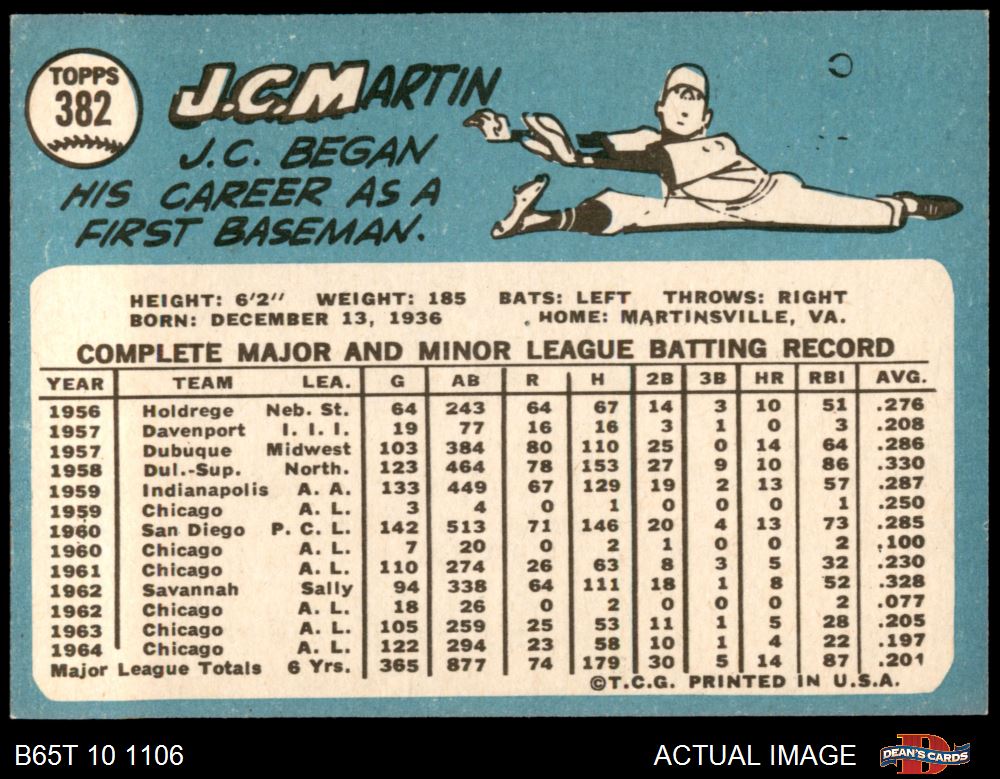 TOPPS
382
J.C. MARTIN
J.C. BEGAN
HIS CAREER AS A
FIRST BASEMAN.
HEIGHT: 6'2" WEIGHT: 185 BATS: LEFT THROWS: RIGHT
BORN: DECEMBER 13, 1936 HOME: MARTINSVILLE, VA.
COMPLETE MAJOR AND MINOR LEAGUE BATTING RECORD
YEAR TEAM LEA. G AB R H 2B 3B HR RBI AVG.
1956 Holdrege Neb. St. 64 243 64 67 14 3 10 51 .276
1957 Davenport I. I. I. 19 77 16 16 3 1 0 3 .208
1957 Dubuque Midwest 103 384 80 110 25 0 14 64 .286
1958 Dul.-Sup. North. 123 464 78 153 27 9 10 86 .330
1959 Indianapolis A. A. 133 449 67 129 19 2 13 57 .287
1959 Chicago A. L. 3 4 0 1 0 0 0 1 .250
1960 San Diego P. C. L. 142 513 71 146 20 4 13 73 .285
1960 Chicago A. L. 7 20 0 2 1 0 0 2 .100
1961 Chicago A. L. 110 274 26 63 8 3 5 32 .230
1962 Savannah Sally 94 338 64 111 18 1 8 52 .328
1962 Chicago A. L. 18 26 0 2 0 0 0 2 .077
1963 Chicago A. L. 105 259 25 53 11 1 5 28 .205
1964 Chicago A. L. 122 294 23 58 10 1 4 22 .197
Major League Totals 6 Yrs. 365 877 74 179 30 5 14 87 .201
©T.C.G. PRINTED IN U.S.A.
B65T 10 1106 ACTUAL IMAGE DEAN'S CARDS